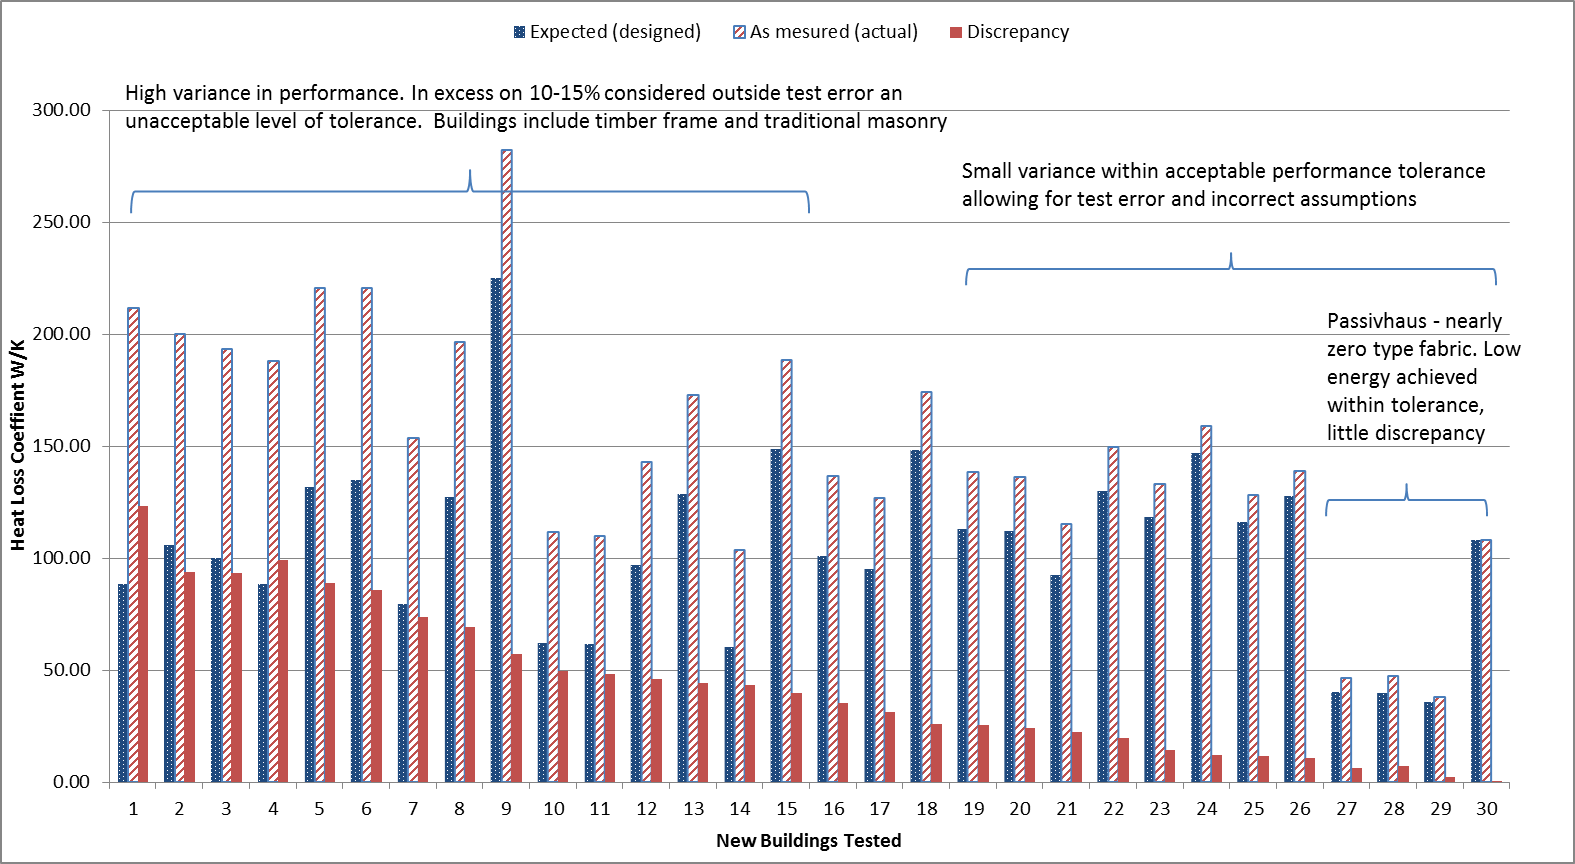 Expected (designed) As mesured (actual) Discrepancy
High variance in performance. In excess on 10-15% considered outside test error an
unacceptable level of tolerance.  Buildings include timber frame and traditional masonry
Small variance within acceptable performance tolerance
allowing for test error and incorrect assumptions
Passivhaus - nearly
zero type fabric. Low
energy achieved
within tolerance,
little discrepancy
Heat Loss Coeffient W/K
300.00
250.00
200.00
150.00
100.00
50.00
0.00
1 2 3 4 5 6 7 8 9 10 11 12 13 14 15 16 17 18 19 20 21 22 23 24 25 26 27 28 29 30
New Buildings Tested